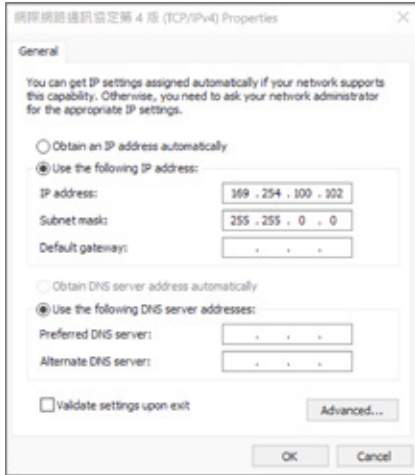 網際網路通訊協定第 4 版 (TCP/IPv4) Properties
General
You can get IP settings assigned automatically if your network supports
this capability. Otherwise, you need to ask your network administrator
for the appropriate IP settings.
Obtain an IP address automatically
Use the following IP address:
IP address: 169 . 254 . 100 . 102
Subnet mask: 255 . 255 . 0 . 0
Default gateway: . . .
Obtain DNS server address automatically
Use the following DNS server addresses:
Preferred DNS server: . . .
Alternate DNS server: . . .
Validate settings upon exit
Advanced...
OK Cancel